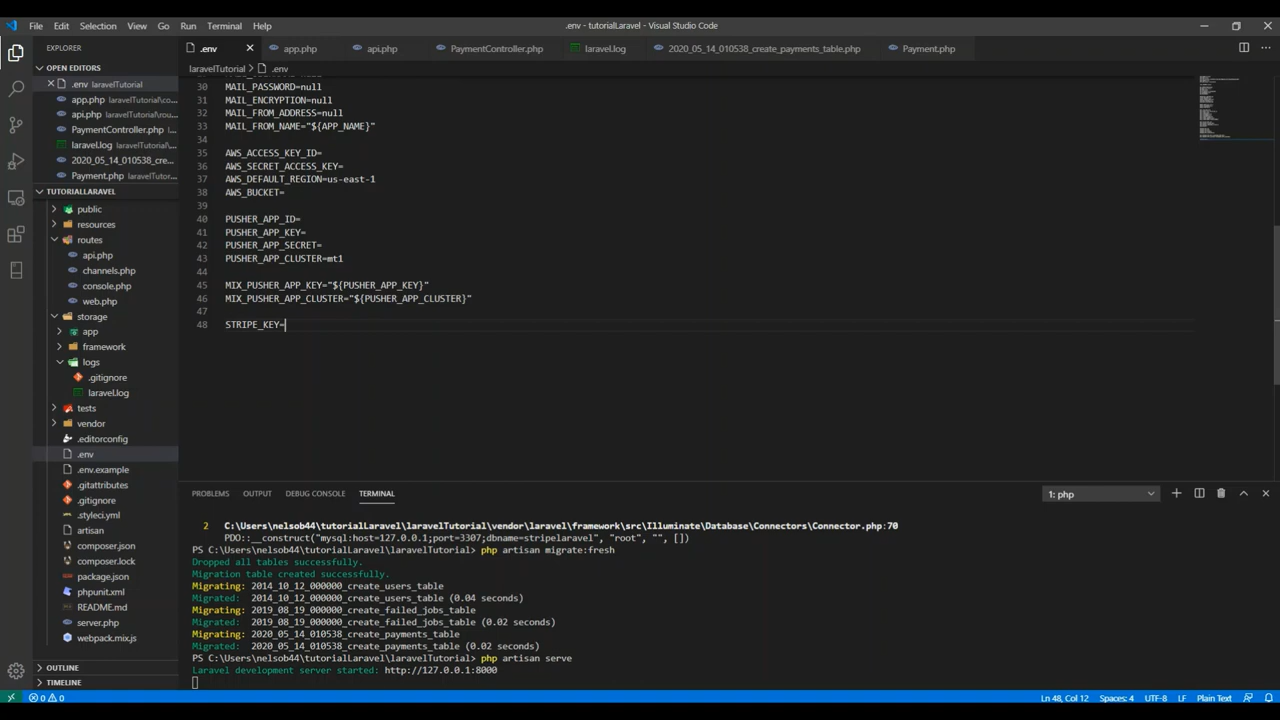 File Edit Selection View Go Run Terminal Help
.env - tutorialLaravel - Visual Studio Code
EXPLORER
.env
app.php
api.php
PaymentController.php
laravel.log
2020_05_14_010538_create_payments_table.php
Payment.php
OPEN EDITORS
.env laravelTutorial
app.php laravelTutorial\co...
api.php laravelTutorial\rou...
PaymentController.php ...
laravel.log laravelTutorial\...
2020_05_14_010538_cre...
Payment.php laravelTutor...
TUTORIALLARAVEL
public
resources
routes
api.php
channels.php
console.php
web.php
storage
app
framework
logs
.gitignore
laravel.log
tests
vendor
.editorconfig
.env
.env.example
.gitattributes
.gitignore
.styleci.yml
artisan
composer.json
composer.lock
package.json
phpunit.xml
README.md
server.php
webpack.mix.js
OUTLINE
TIMELINE
laravelTutorial > .env
30 MAIL_PASSWORD=null
31 MAIL_ENCRYPTION=null
32 MAIL_FROM_ADDRESS=null
33 MAIL_FROM_NAME="${APP_NAME}"
34
35 AWS_ACCESS_KEY_ID=
36 AWS_SECRET_ACCESS_KEY=
37 AWS_DEFAULT_REGION=us-east-1
38 AWS_BUCKET=
39
40 PUSHER_APP_ID=
41 PUSHER_APP_KEY=
42 PUSHER_APP_SECRET=
43 PUSHER_APP_CLUSTER=mt1
44
45 MIX_PUSHER_APP_KEY="${PUSHER_APP_KEY}"
46 MIX_PUSHER_APP_CLUSTER="${PUSHER_APP_CLUSTER}"
47
48 STRIPE_KEY=
PROBLEMS OUTPUT DEBUG CONSOLE TERMINAL
1: php
2 C:\Users\nelsob44\tutorialLaravel\laravelTutorial\vendor\laravel\framework\src\Illuminate\Database\Connectors\Connector.php:70
PDO::__construct("mysql:host=127.0.0.1;port=3307;dbname=stripelaravel", "root", "", [])
PS C:\Users\nelsob44\tutorialLaravel\laravelTutorial> php artisan migrate:fresh
Dropped all tables successfully.
Migration table created successfully.
Migrating: 2014_10_12_000000_create_users_table
Migrated: 2014_10_12_000000_create_users_table (0.04 seconds)
Migrating: 2019_08_19_000000_create_failed_jobs_table
Migrated: 2019_08_19_000000_create_failed_jobs_table (0.02 seconds)
Migrating: 2020_05_14_010538_create_payments_table
Migrated: 2020_05_14_010538_create_payments_table (0.02 seconds)
PS C:\Users\nelsob44\tutorialLaravel\laravelTutorial> php artisan serve
Laravel development server started: http://127.0.0.1:8000
0 0
Ln 48, Col 12 Spaces: 4 UTF-8 LF Plain Text